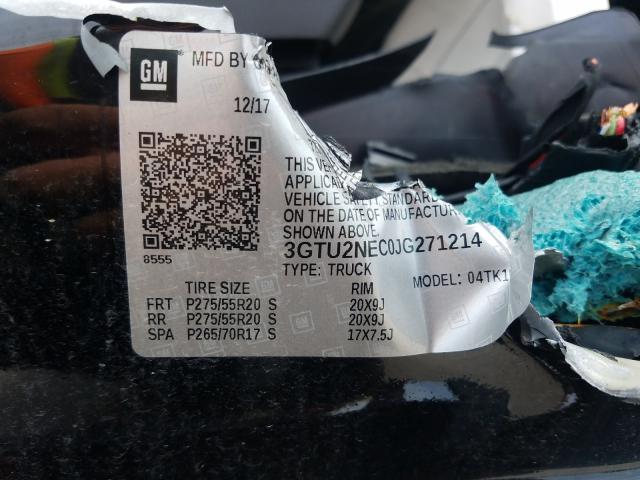 GM
MFD BY
12/17
THIS VEH
APPLICA
VEHICLE SAFETY STANDARD
ON THE DATE OF MANUFACTUR
SHOWN ABOVE.
3GTU2NEC0JG271214
8555
TYPE: TRUCK
MODEL: 04TK1
TIRE SIZE RIM
FRT P275/55R20 S 20X9J
RR P275/55R20 S 20X9J
SPA P265/70R17 S 17X7.5J